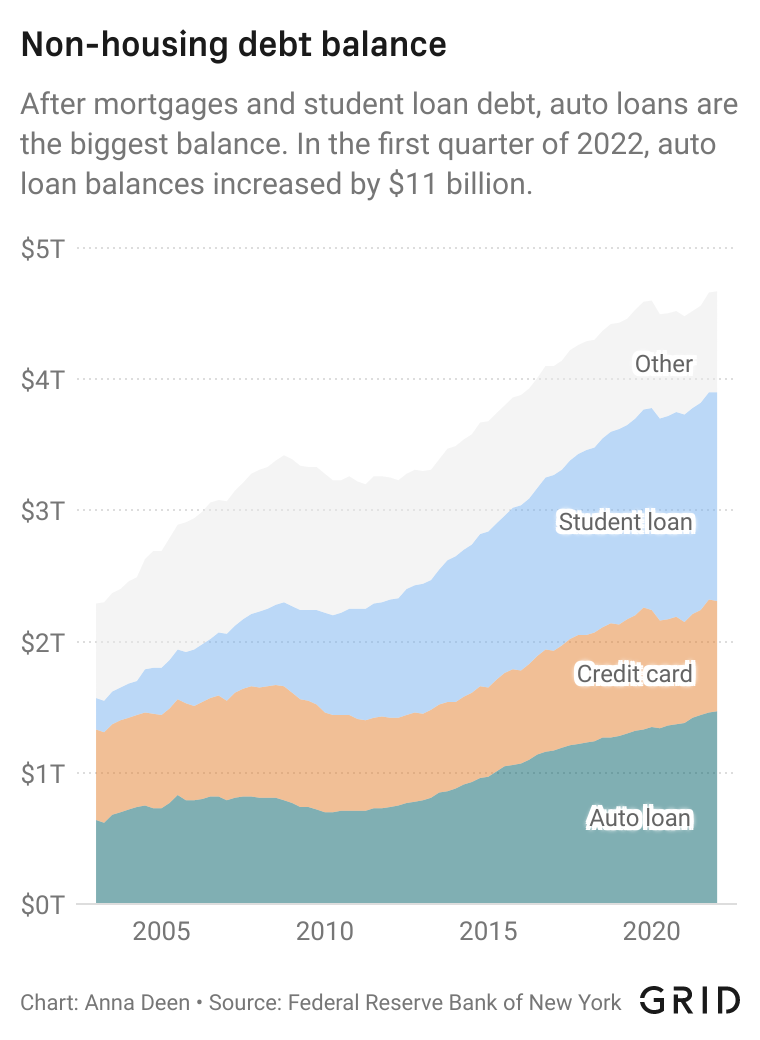 Non-housing debt balance
After mortgages and student loan debt, auto loans are
the biggest balance. In the first quarter of 2022, auto
loan balances increased by $11 billion.
$5T
$4T
$3T
$2T
$1T
$0T
Other
Student loan
Credit card
Auto loan
2005
2010
2015
2020
Chart: Anna Deen • Source: Federal Reserve Bank of New York
GRID